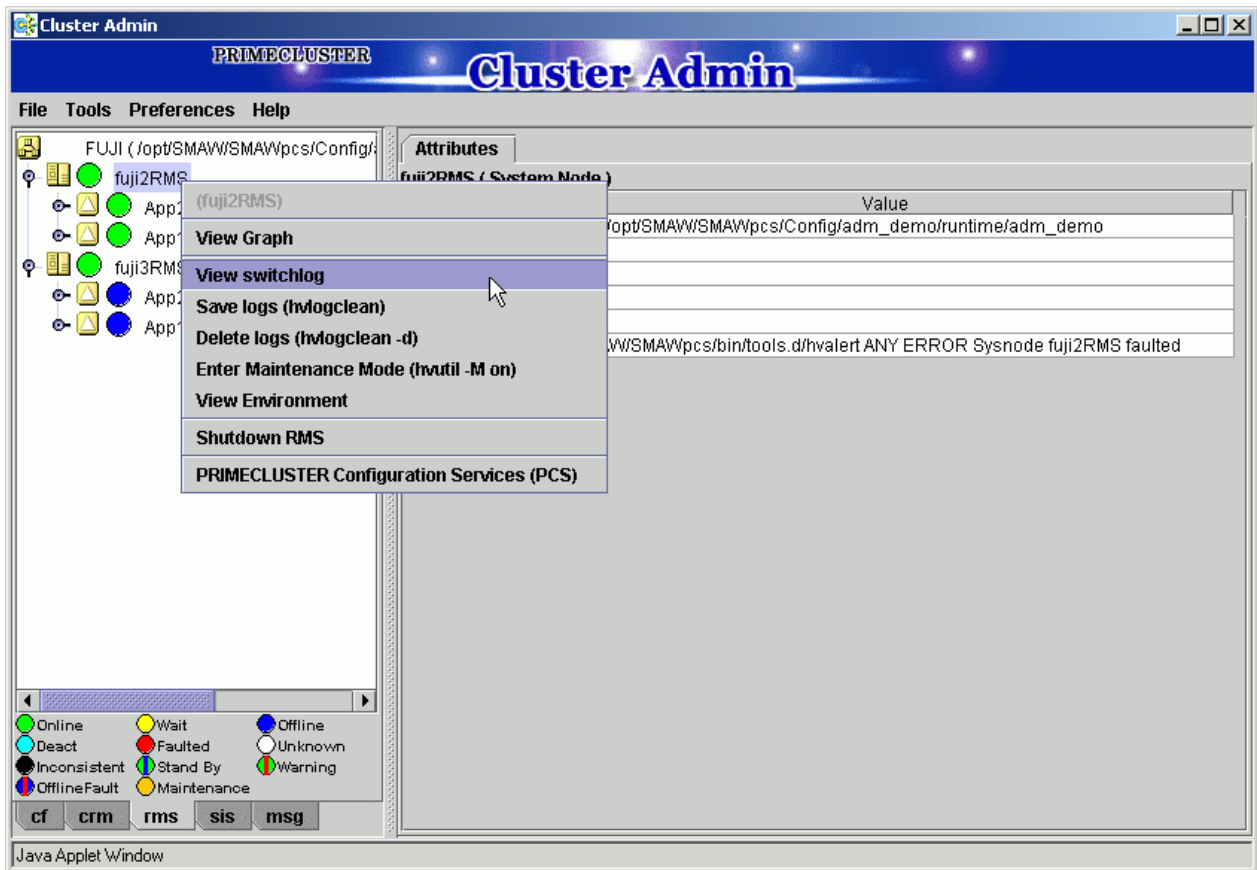 Cluster Admin
PRIMECLUSTER
Cluster Admin
File Tools Preferences Help
FUJI ( /opt/SMAW/SMAWpcs/Config/
fuji2RMS
App2
App1
fuji3RMS
App2
App1
(fuji2RMS)
View Graph
View switchlog
Save logs (hvlogclean)
Delete logs (hvlogclean -d)
Enter Maintenance Mode (hvutil -M on)
View Environment
Shutdown RMS
PRIMECLUSTER Configuration Services (PCS)
Attributes
fuji2RMS ( System Node )
Value
/opt/SMAW/SMAWpcs/Config/adm_demo/runtime/adm_demo
W/SMAWpcs/bin/tools.d/hvalert ANY ERROR Sysnode fuji2RMS faulted
Online Wait Offline
Deact Faulted Unknown
Inconsistent Stand By Warning
OfflineFault Maintenance
cf crm rms sis msg
Java Applet Window